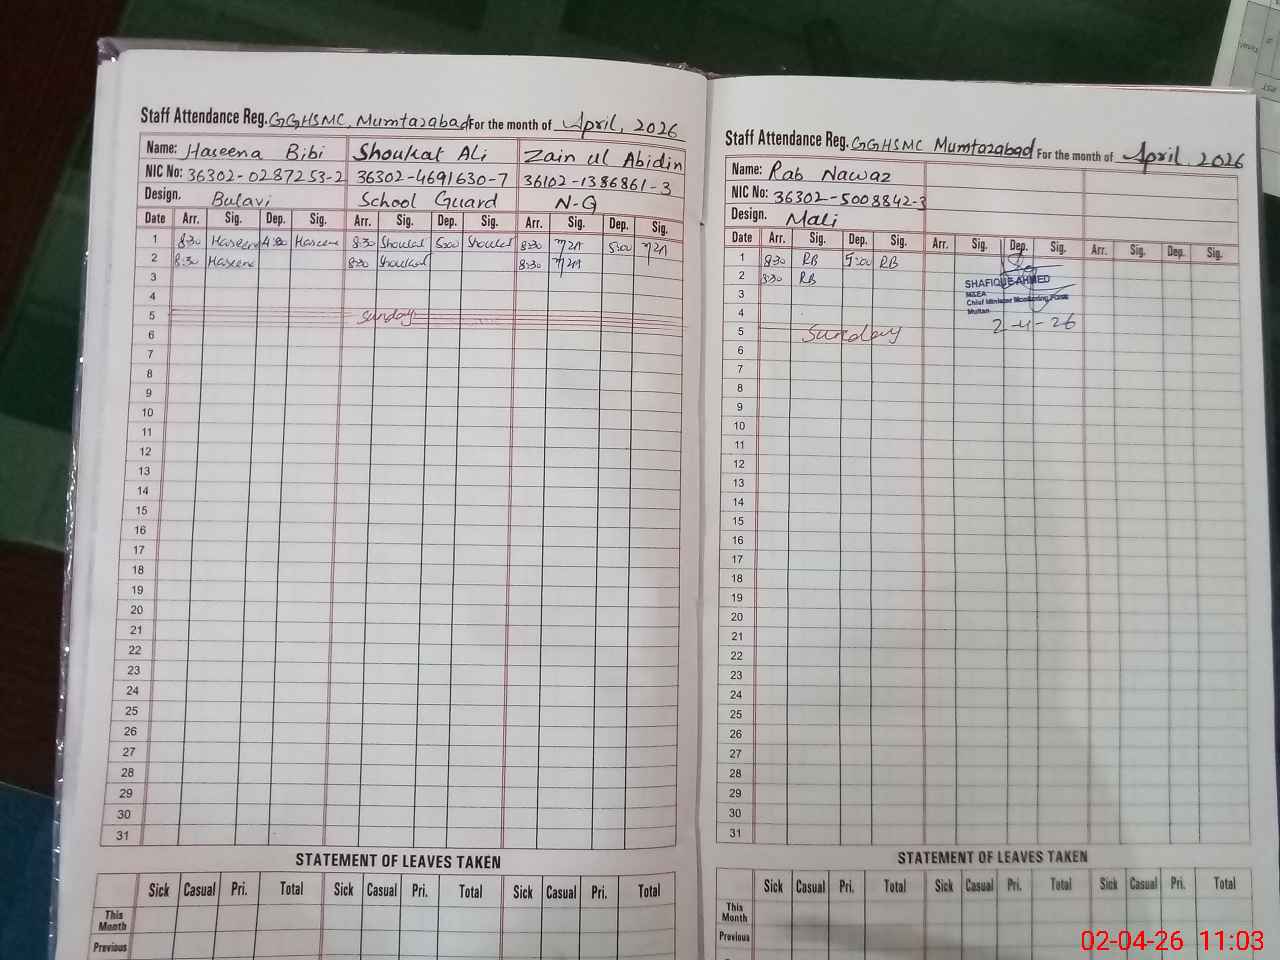 Staff Attendance Reg. GGHSMC, Mumtazabad For the month of April, 2026
Name: Haseena Bibi Shoukat Ali Zain ul Abidin
NIC No: 36302-0287253-2 36302-4691630-7 36102-1386861-3
Design. Bulavi School Guard N-Q
Date Arr. Sig. Dep. Sig. Arr. Sig. Dep. Sig. Arr. Sig. Dep. Sig.
1 8:30 Haseena 4:30 Haseena 8:30 Shoukat 5:00 Shoukat 8:30 5:00
2 8:30 Haseena 8:30 Shoukat 8:30
3
4
5 Sunday
6
7
8
9
10
11
12
13
14
15
16
17
18
19
20
21
22
23
24
25
26
27
28
29
30
31
STATEMENT OF LEAVES TAKEN
Sick Casual Pri. Total Sick Casual Pri. Total Sick Casual Pri. Total
This Month
Previous
Staff Attendance Reg. GGHSMC Mumtazabad For the month of April, 2026
Name: Rab Nawaz
NIC No: 36302-5008842-3
Design. Mali
Date Arr. Sig. Dep. Sig. Arr. Sig. Dep. Sig. Arr. Sig. Dep. Sig.
1 8:30 RB 5:00 RB
2 8:30 RB
SHAFIQUE AHMED
M&EA
Chief Minister Monitoring Force
Multan
2-4-26
3
4
5 Sunday
6
7
8
9
10
11
12
13
14
15
16
17
18
19
20
21
22
23
24
25
26
27
28
29
30
31
STATEMENT OF LEAVES TAKEN
Sick Casual Pri. Total Sick Casual Pri. Total Sick Casual Pri. Total
This Month
Previous
02-04-26 11:03